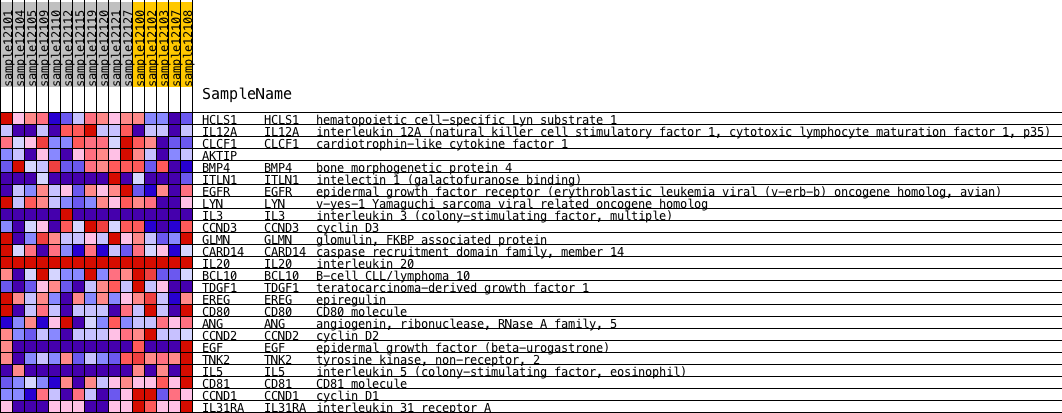 sample12101 sample12104 sample12105 sample12109 sample12110 sample12112 sample12115 sample12119 sample12120 sample12121 sample12127 sample12100 sample12102 sample12103 sample12107 sample12108
SampleName
HCLS1 HCLS1 hematopoietic cell-specific Lyn substrate 1
IL12A IL12A interleukin 12A (natural killer cell stimulatory factor 1, cytotoxic lymphocyte maturation factor 1, p35)
CLCF1 CLCF1 cardiotrophin-like cytokine factor 1
AKTIP
BMP4 BMP4 bone morphogenetic protein 4
ITLN1 ITLN1 intelectin 1 (galactofuranose binding)
EGFR EGFR epidermal growth factor receptor (erythroblastic leukemia viral (v-erb-b) oncogene homolog, avian)
LYN LYN v-yes-1 Yamaguchi sarcoma viral related oncogene homolog
IL3 IL3 interleukin 3 (colony-stimulating factor, multiple)
CCND3 CCND3 cyclin D3
GLMN GLMN glomulin, FKBP associated protein
CARD14 CARD14 caspase recruitment domain family, member 14
IL20 IL20 interleukin 20
BCL10 BCL10 B-cell CLL/lymphoma 10
TDGF1 TDGF1 teratocarcinoma-derived growth factor 1
EREG EREG epiregulin
CD80 CD80 CD80 molecule
ANG ANG angiogenin, ribonuclease, RNase A family, 5
CCND2 CCND2 cyclin D2
EGF EGF epidermal growth factor (beta-urogastrone)
TNK2 TNK2 tyrosine kinase, non-receptor, 2
IL5 IL5 interleukin 5 (colony-stimulating factor, eosinophil)
CD81 CD81 CD81 molecule
CCND1 CCND1 cyclin D1
IL31RA IL31RA interleukin 31 receptor A